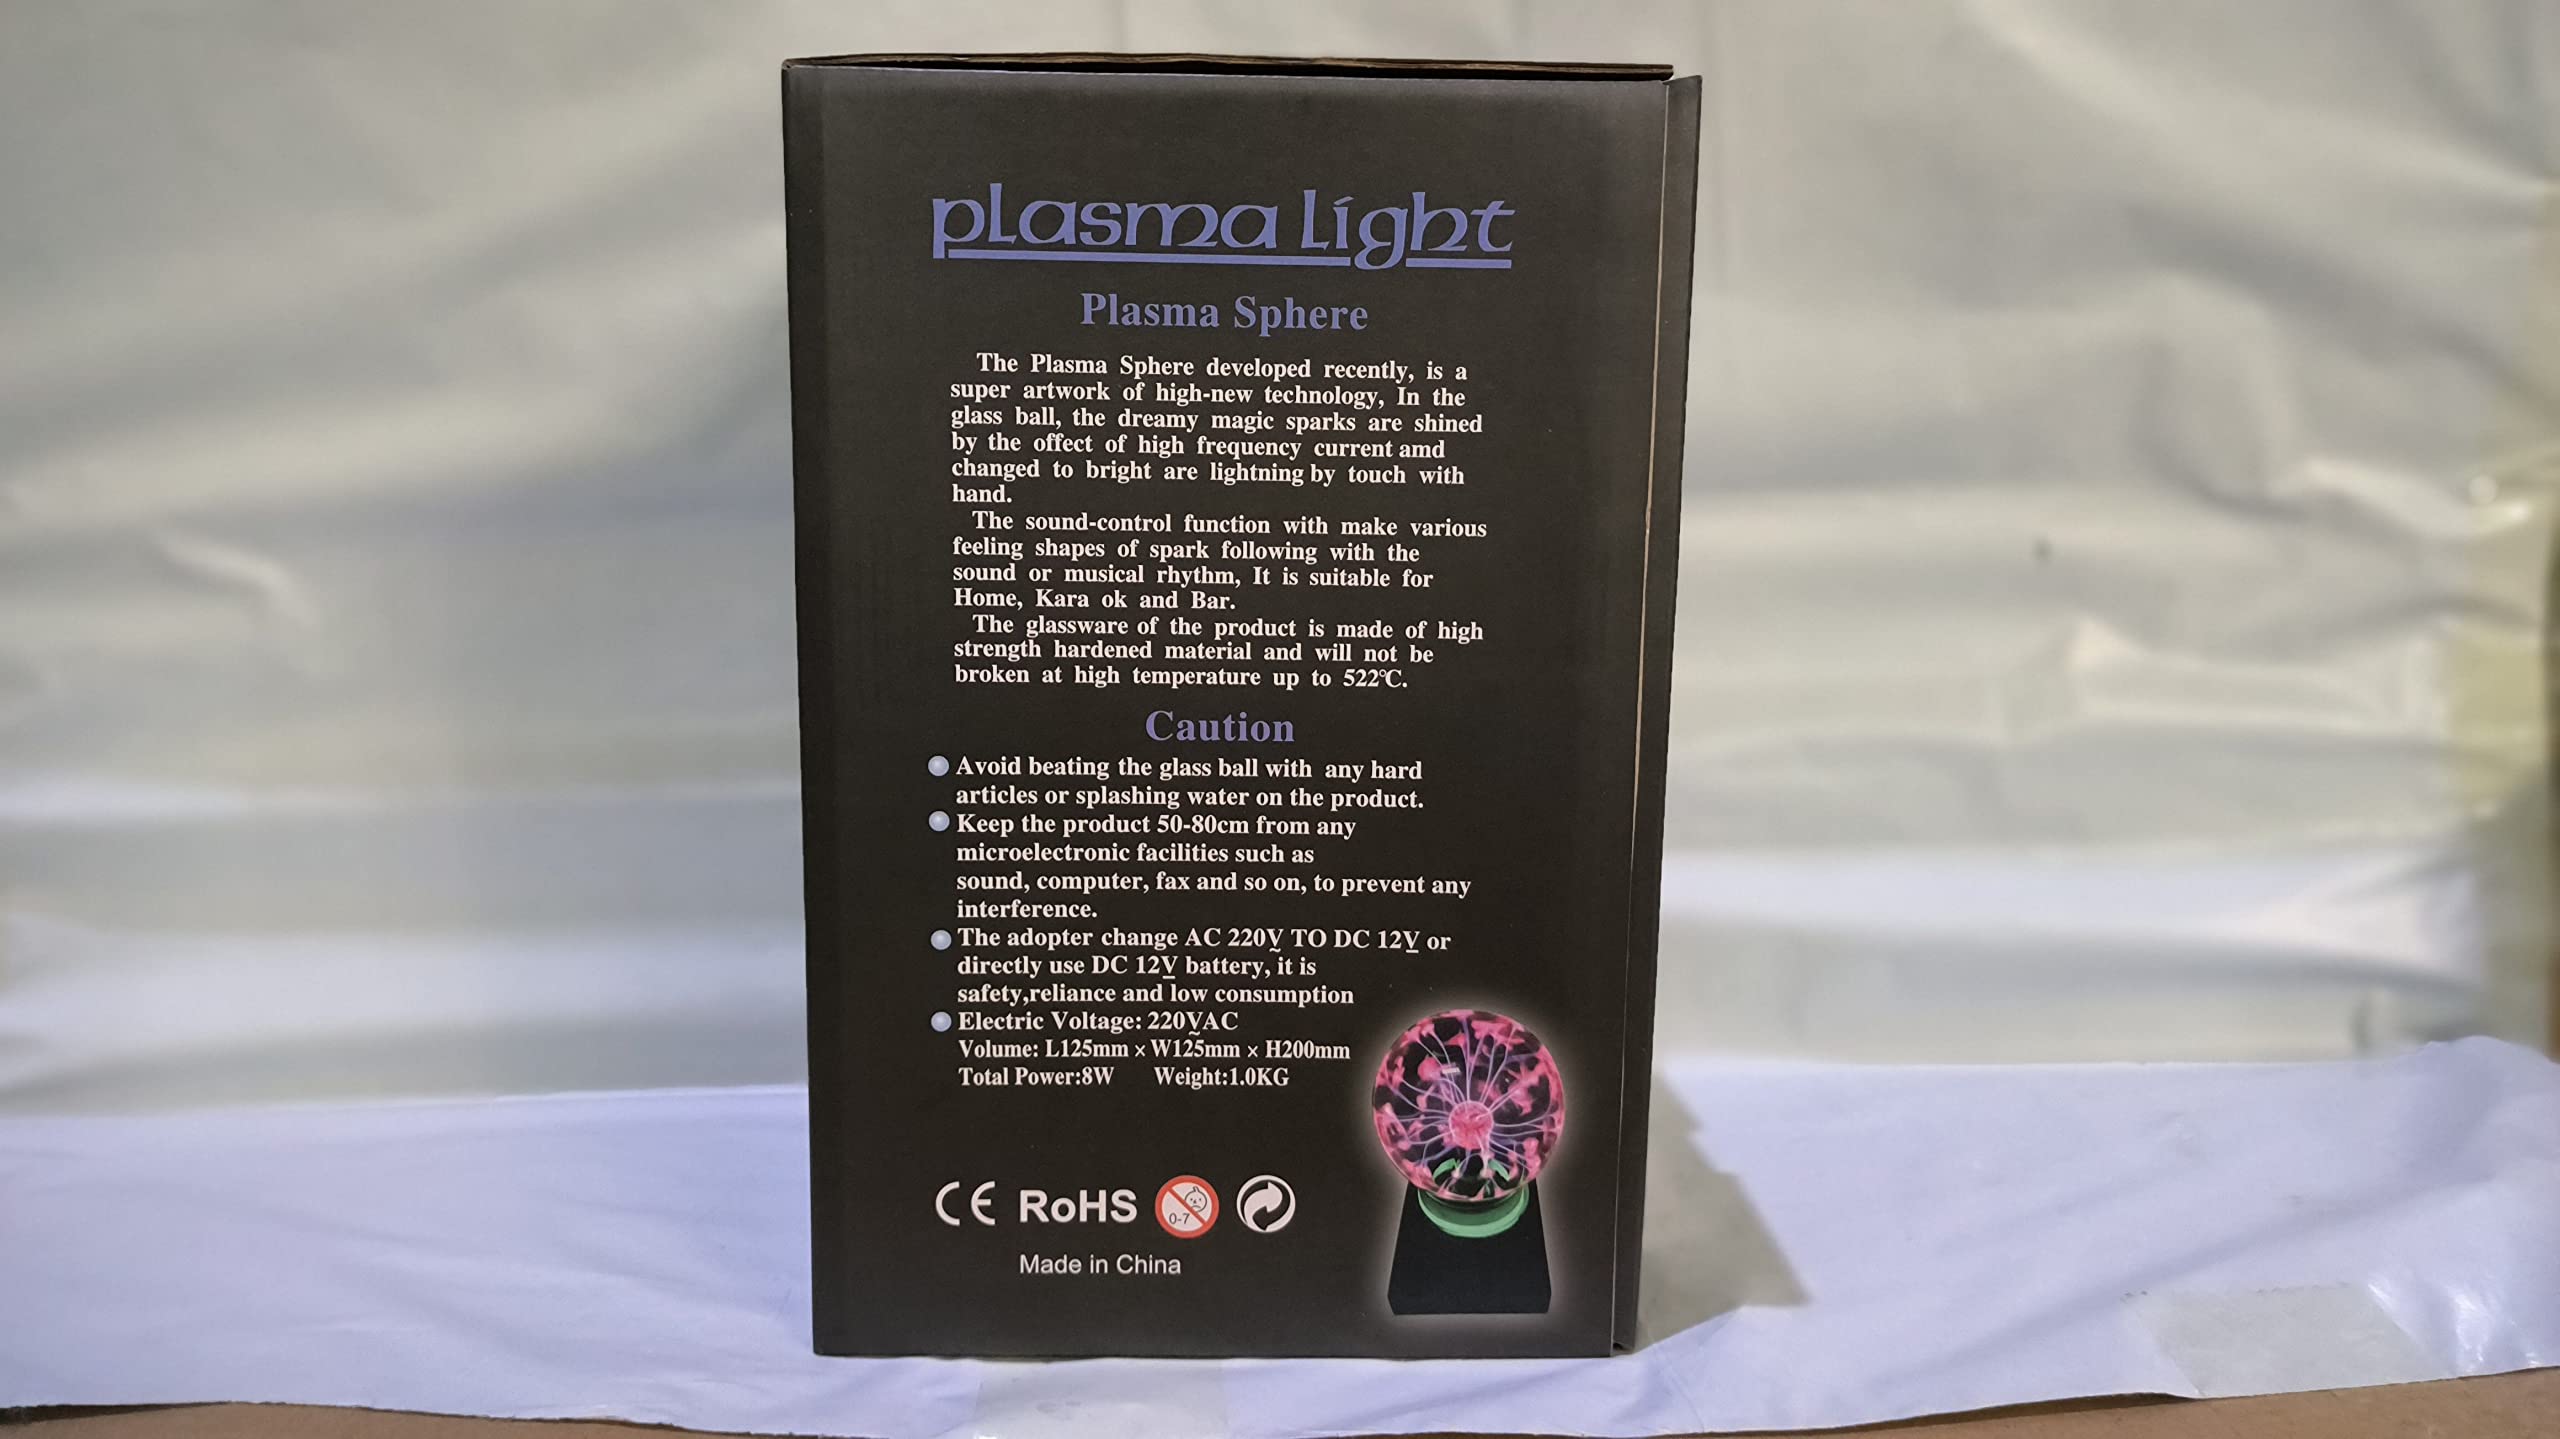 plasma light
Plasma Sphere
The Plasma Sphere developed recently, is a
super artwork of high-new technology, In the
glass ball, the dreamy magic sparks are shined
by the offect of high frequency current amd
changed to bright are lightning by touch with
hand.
The sound-control function with make various
feeling shapes of spark following with the
sound or musical rhythm, It is suitable for
Home, Kara ok and Bar.
The glassware of the product is made of high
strength hardened material and will not be
broken at high temperature up to 522℃.
Caution
Avoid beating the glass ball with any hard
articles or splashing water on the product.
Keep the product 50-80cm from any
microelectronic facilities such as
sound, computer, fax and so on, to prevent any
interference.
The adopter change AC 220V TO DC 12V or
directly use DC 12V battery, it is
safety,reliance and low consumption
Electric Voltage: 220VAC
Volume: L125mm × W125mm × H200mm
Total Power:8W Weight:1.0KG
CE RoHS 0-7
Made in China